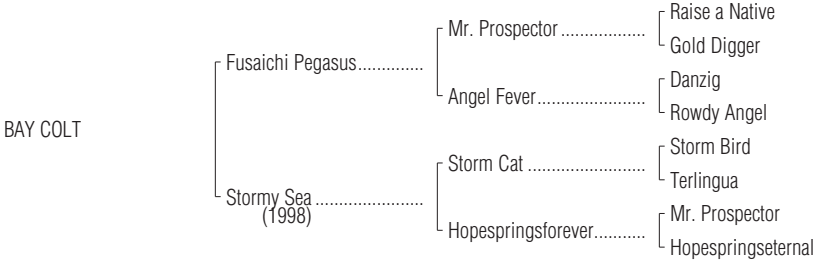 Raise a Native
Mr. Prospector
Gold Digger
Fusaichi Pegasus
Danzig
Angel Fever
Rowdy Angel
BAY COLT
Storm Bird
Storm Cat
Terlingua
Stormy Sea
(1998)
Mr. Prospector
Hopespringsforever
Hopespringseternal